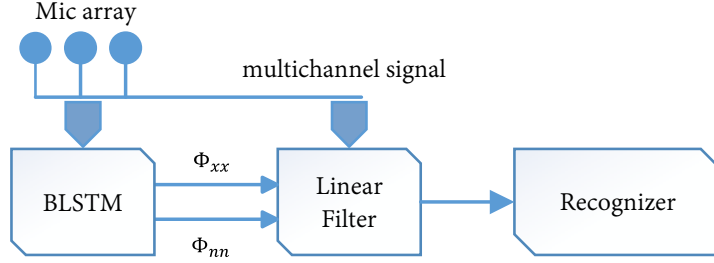 Mic array
multichannel signal
Φxx
BLSTM
Linear
Filter
Recognizer
Φnn